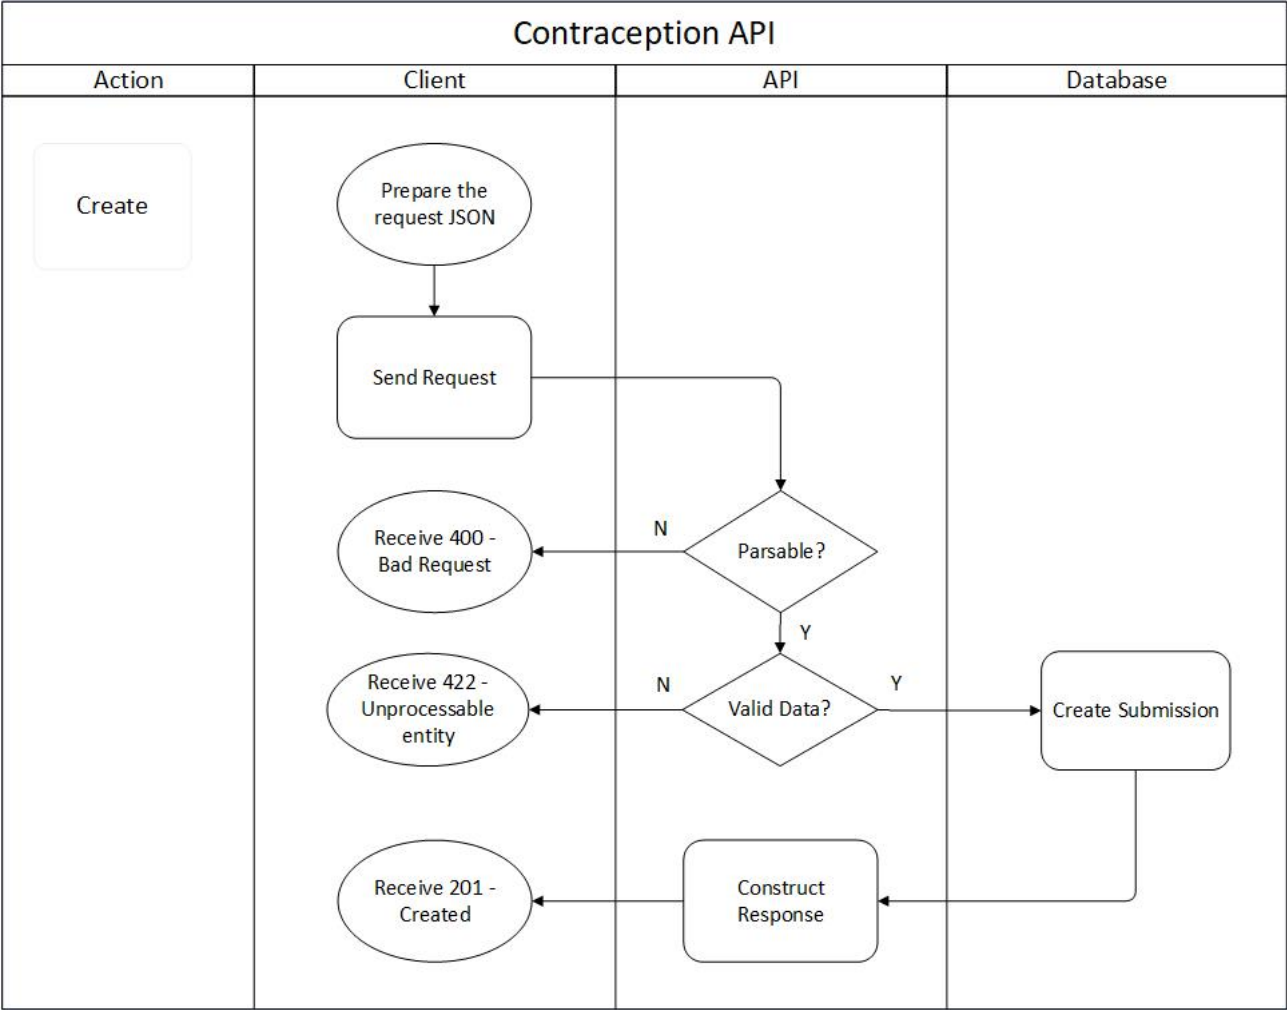 Contraception API
Action
Client
API
Database
Create
Prepare the
request JSON
Send Request
Receive 400 -
Bad Request
N
Parsable?
Y
Receive 422 -
Unprocessable
entity
N
Valid Data?
Y
Create Submission
Receive 201 -
Created
Construct
Response